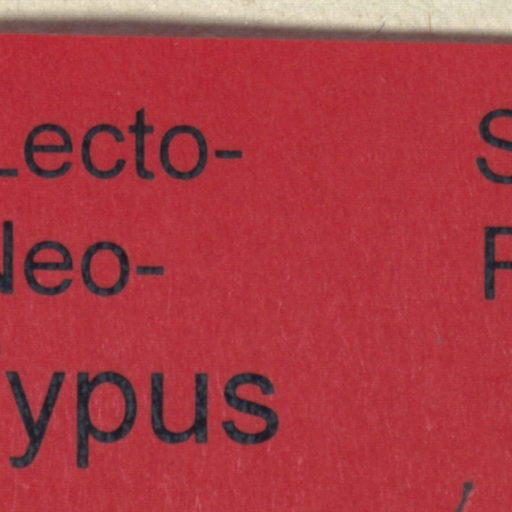 Lecto-
Neo-
ypus